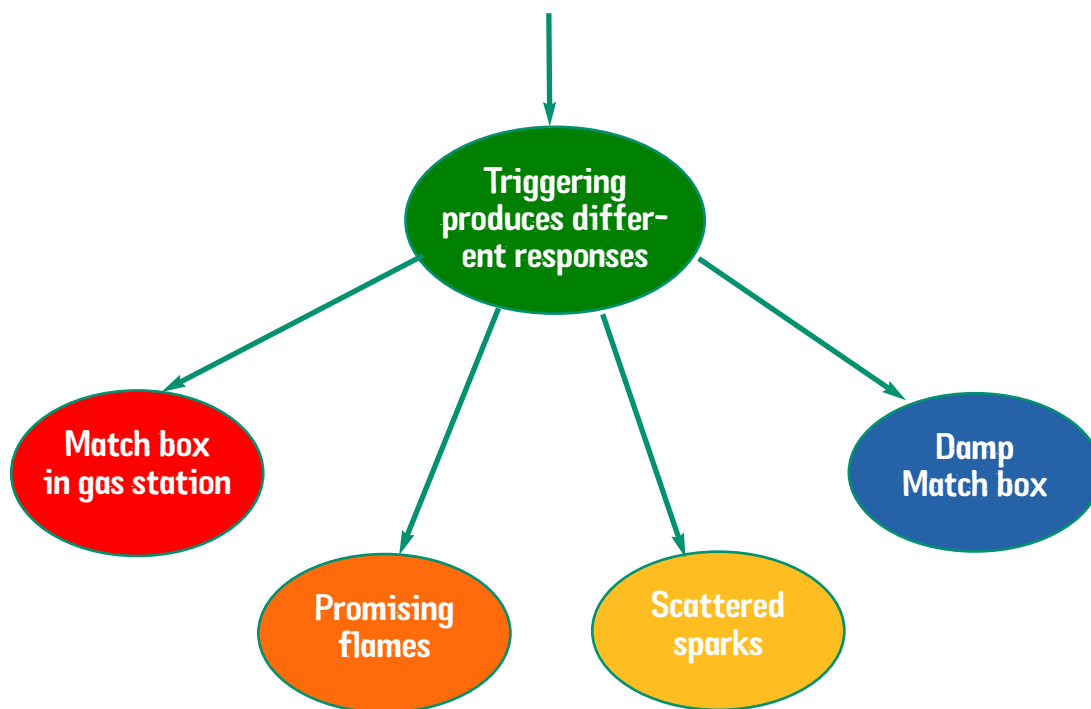 Triggering
produces differ-
ent responses
Match box
in gas station
Damp
Match box
Promising
flames
Scattered
sparks